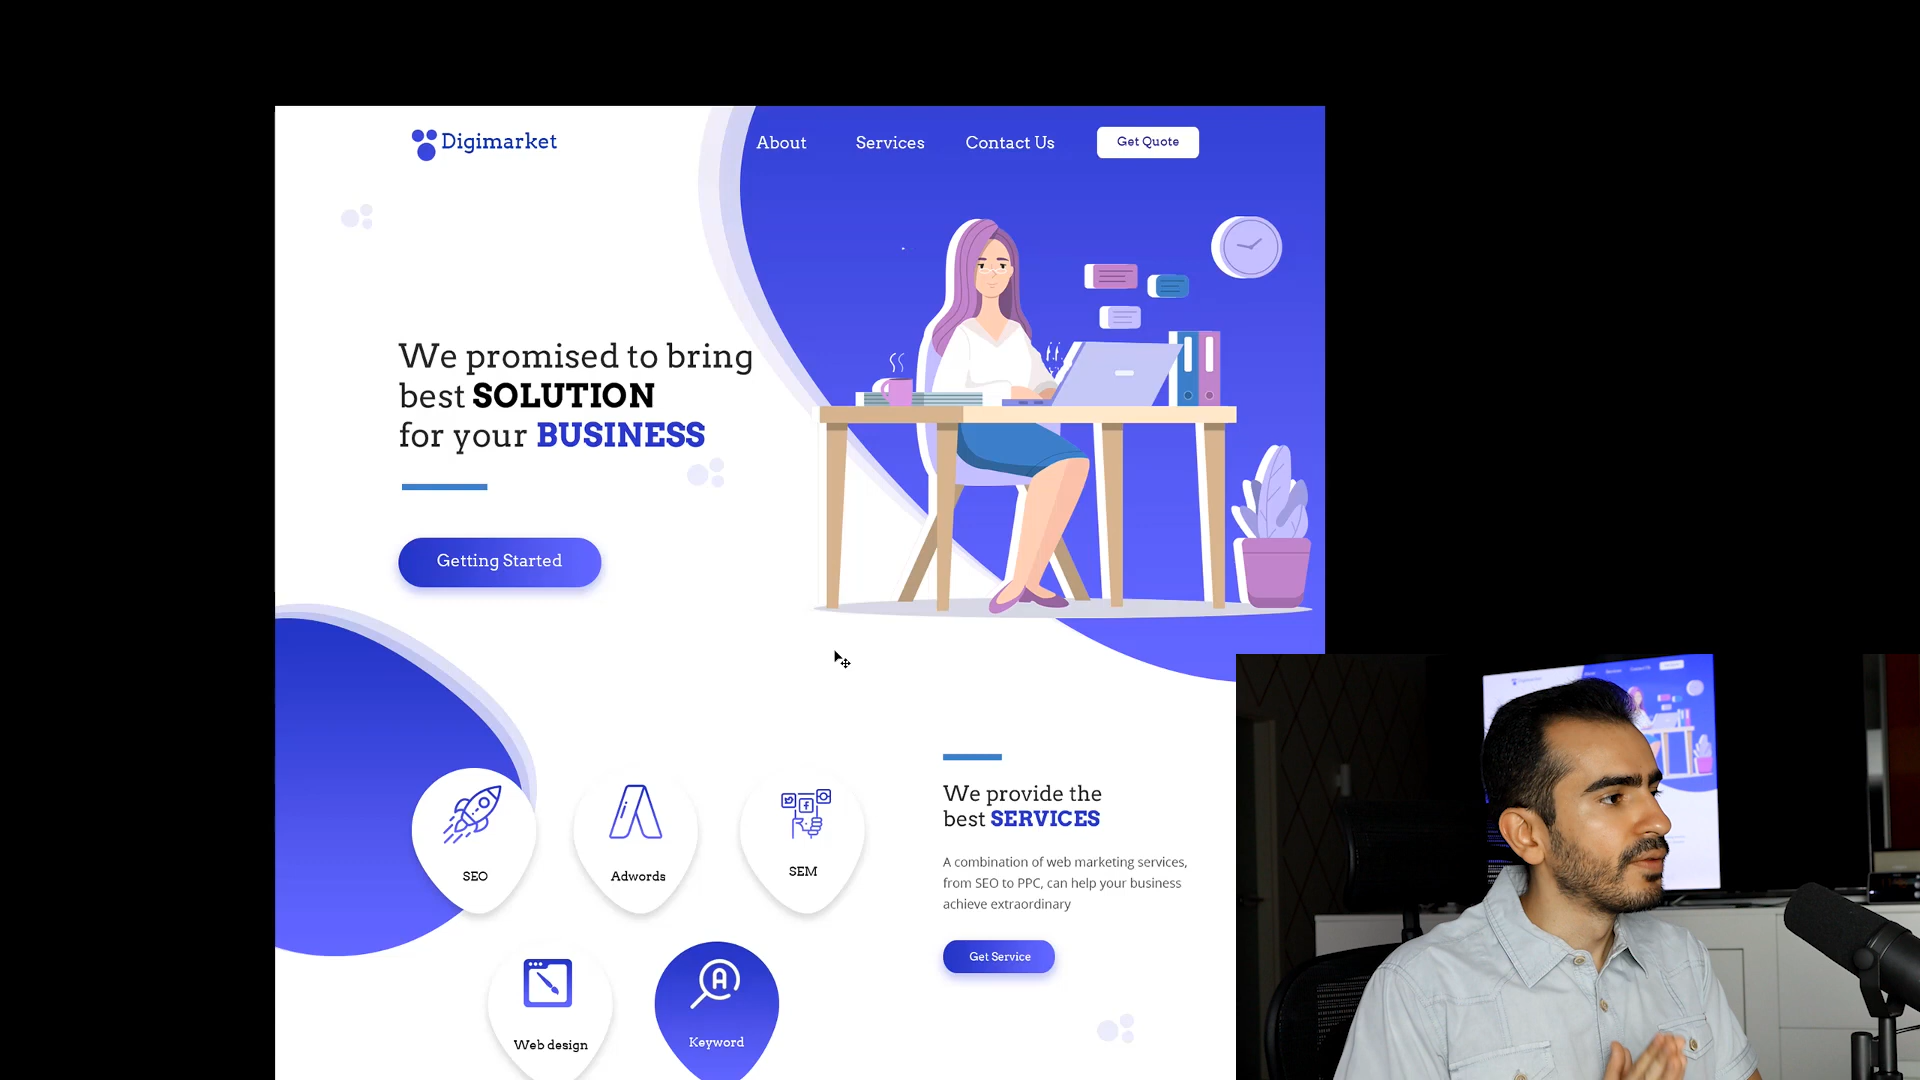 Digimarket
About
Services
Contact Us
Get Quote
We promised to bring
best SOLUTION
for your BUSINESS
Getting Started
SEO
Adwords
SEM
We provide the
best SERVICES
A combination of web marketing services,
from SEO to PPC, can help your business
achieve extraordinary
Get Service
Web design
Keyword